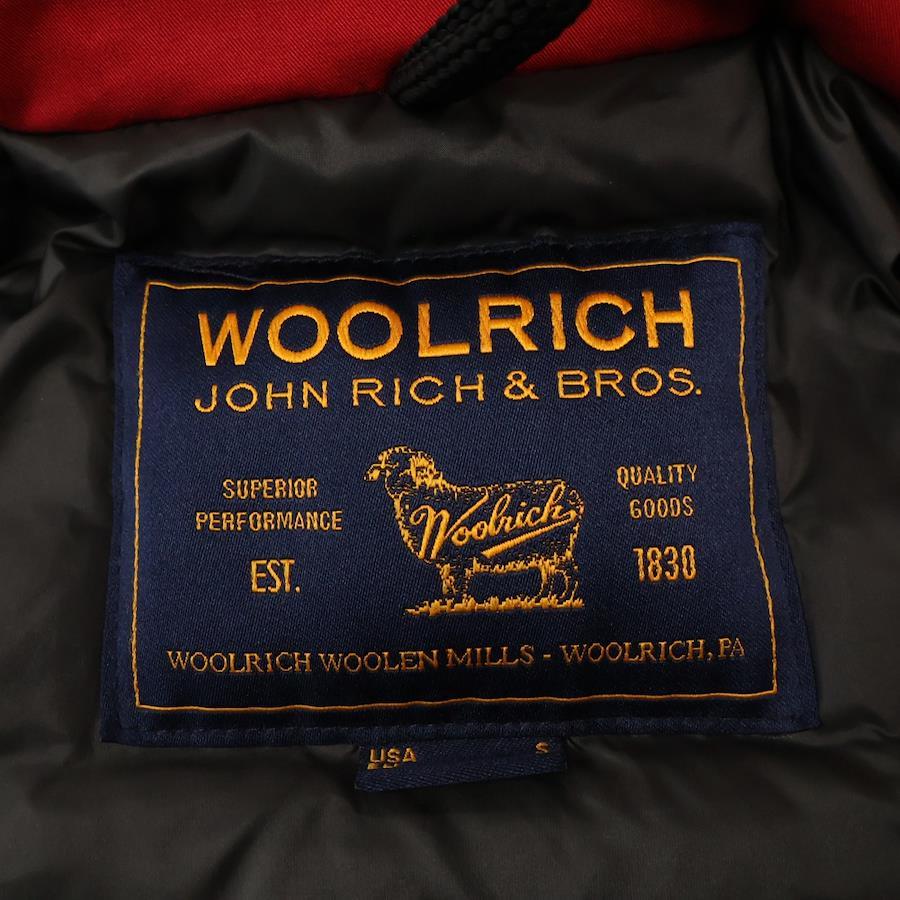 WOOLRICH
JOHN RICH & BROS.
SUPERIOR
PERFORMANCE
EST.
Woolrich
QUALITY
GOODS
1830
WOOLRICH WOOLEN MILLS - WOOLRICH, PA
USA S